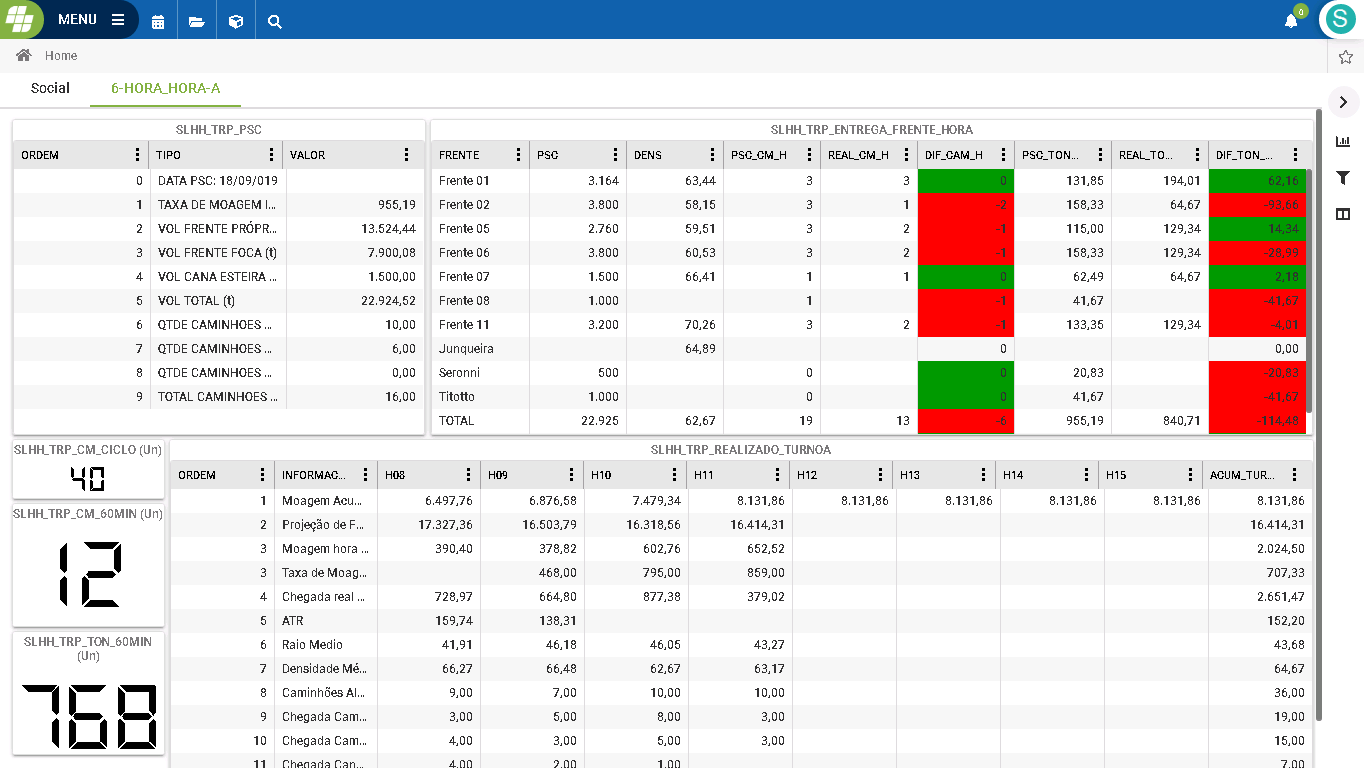 MENU
0
S
Home
Social 6-HORA_HORA-A
SLHH_TRP_PSC
ORDEM TIPO VALOR
0 DATA PSC: 18/09/019
1 TAXA DE MOAGEM I... 955,19
2 VOL FRENTE PRÓPR... 13.524,44
3 VOL FRENTE FOCA (t) 7.900,08
4 VOL CANA ESTEIRA ... 1.500,00
5 VOL TOTAL (t) 22.924,52
6 QTDE CAMINHOES ... 10,00
7 QTDE CAMINHOES ... 6,00
8 QTDE CAMINHOES ... 0,00
9 TOTAL CAMINHOES ... 16,00
SLHH_TRP_ENTREGA_FRENTE_HORA
FRENTE PSC DENS PSC_CM_H REAL_CM_H DIF_CAM_H PSC_TON... REAL_TO... DIF_TON_...
Frente 01 3.164 63,44 3 3 0 131,85 194,01 62,16
Frente 02 3.800 58,15 3 1 -2 158,33 64,67 -93,66
Frente 05 2.760 59,51 3 2 -1 115,00 129,34 14,34
Frente 06 3.800 60,53 3 2 -1 158,33 129,34 -28,99
Frente 07 1.500 66,41 1 1 0 62,49 64,67 2,18
Frente 08 1.000 1 -1 41,67 -41,67
Frente 11 3.200 70,26 3 2 -1 133,35 129,34 -4,01
Junqueira 64,89 0 0,00
Seronni 500 0 0 20,83 -20,83
Titotto 1.000 0 0 41,67 -41,67
TOTAL 22.925 62,67 19 13 -6 955,19 840,71 -114,48
SLHH_TRP_CM_CICLO (Un)
40
SLHH_TRP_CM_60MIN (Un)
12
SLHH_TRP_TON_60MIN
(Un)
768
SLHH_TRP_REALIZADO_TURNOA
ORDEM INFORMAC... H08 H09 H10 H11 H12 H13 H14 H15 ACUM_TUR...
1 Moagem Acu... 6.497,76 6.876,58 7.479,34 8.131,86 8.131,86 8.131,86 8.131,86 8.131,86 8.131,86
2 Projeção de F... 17.327,36 16.503,79 16.318,56 16.414,31 16.414,31
3 Moagem hora ... 390,40 378,82 602,76 652,52 2.024,50
3 Taxa de Moag... 468,00 795,00 859,00 707,33
4 Chegada real ... 728,97 664,80 877,38 379,02 2.651,47
5 ATR 159,74 138,31 152,20
6 Raio Medio 41,91 46,18 46,05 43,27 43,68
7 Densidade Mé... 66,27 66,48 62,67 63,17 64,67
8 Caminhões Al... 9,00 7,00 10,00 10,00 36,00
9 Chegada Cam... 3,00 5,00 8,00 3,00 19,00
10 Chegada Cam... 4,00 3,00 5,00 3,00 15,00
11 Chegada Can... 4,00 2,00 1,00 7,00